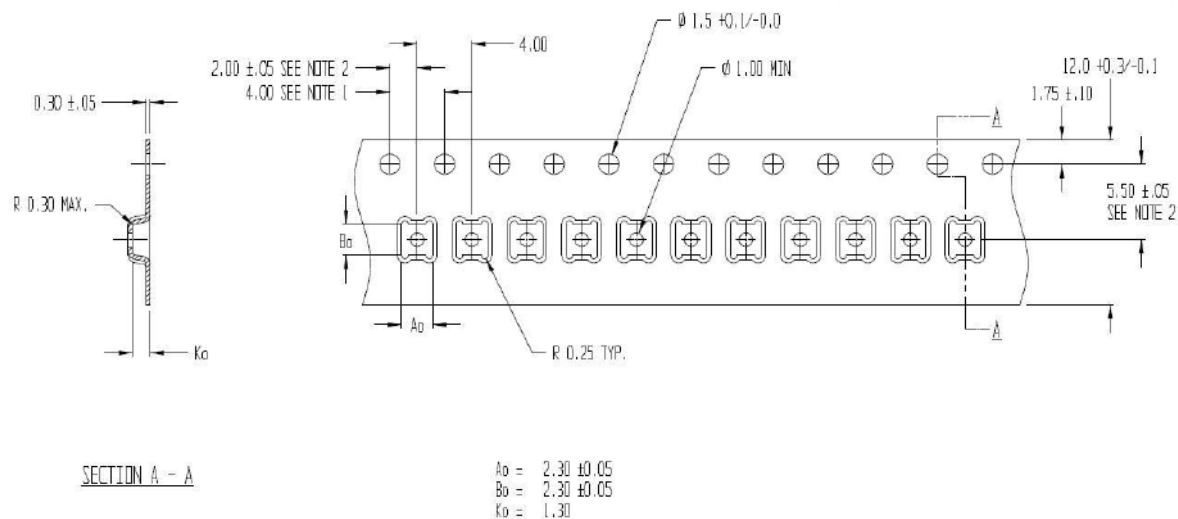 Ø 1.5 +0.1/-0.0
4.00
2.00 ±.05 SEE NOTE 2
Ø 1.00 MIN
12.0 +0.3/-0.1
4.00 SEE NOTE 1
1.75 ±.10
0.30 ±.05
A
5.50 ±.05
SEE NOTE 2
R 0.30 MAX.
Bo
Ao
A
Ko
R 0.25 TYP.
SECTION A - A
Ao = 2.30 ±0.05
Bo = 2.30 ±0.05
Ko = 1.30